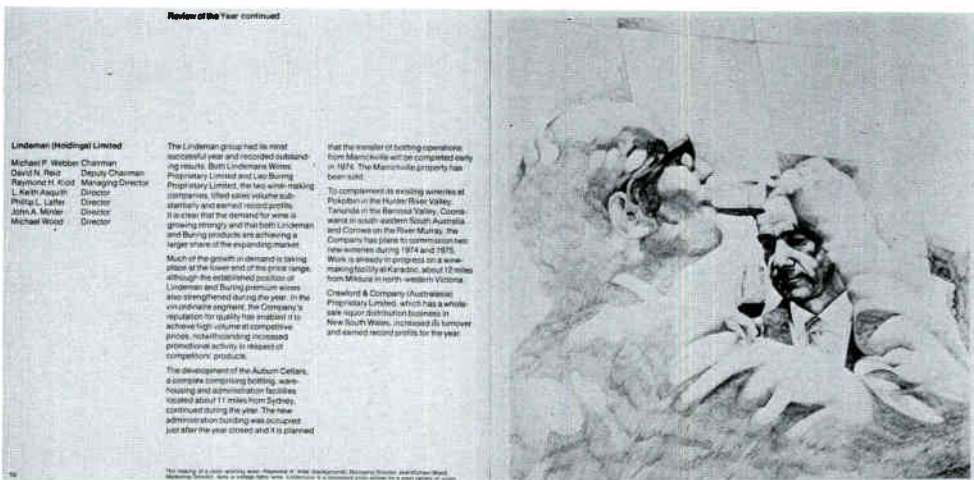 Review of the Year continued
Lindeman (Holdings) Limited
Michael P. Webber Chairman
David N. Reid Deputy Chairman
Raymond H. Kidd Managing Director
L. Keith Asquith Director
Phillip L. Laffer Director
John A. Minter Director
Michael Wood Director
The Lindeman group had its most
successful year and recorded outstand-
ing results. Both Lindemans Wines
Proprietary Limited and Leo Buring
Proprietary Limited, the two wine-making
companies, lifted sales volume sub-
stantially and earned record profits.
It is clear that the demand for wine is
growing strongly and that both Lindeman
and Buring products are achieving a
larger share of the expanding market.
Much of the growth in demand is taking
place at the lower end of the price range,
although the established position of
Lindeman and Buring premium wines
also strengthened during the year. In the
vin ordinaire segment, the Company's
reputation for quality has enabled it to
achieve high volume at competitive
prices, notwithstanding increased
promotional activity in respect of
competitors' products.
The development of the Auburn Cellars,
a complex comprising bottling, ware-
housing and administration facilities
located about 11 miles from Sydney,
continued during the year. The new
administration building was occupied
just after the year closed and it is planned
that the transfer of bottling operations
from Marrickville will be completed early
in 1974. The Marrickville property has
been sold.
To complement its existing wineries at
Pokolbin in the Hunter River Valley,
Tanunda in the Barossa Valley, Coona-
warra in south eastern South Australia
and Corowa on the River Murray, the
Company has plans to commission two
new wineries during 1974 and 1975.
Work is already in progress on a wine-
making facility at Karadoc, about 12 miles
from Mildura in north-western Victoria.
Crawford & Company (Australasia)
Proprietary Limited, which has a whole-
sale liquor distribution business in
New South Wales, increased its turnover
and earned record profits for the year.